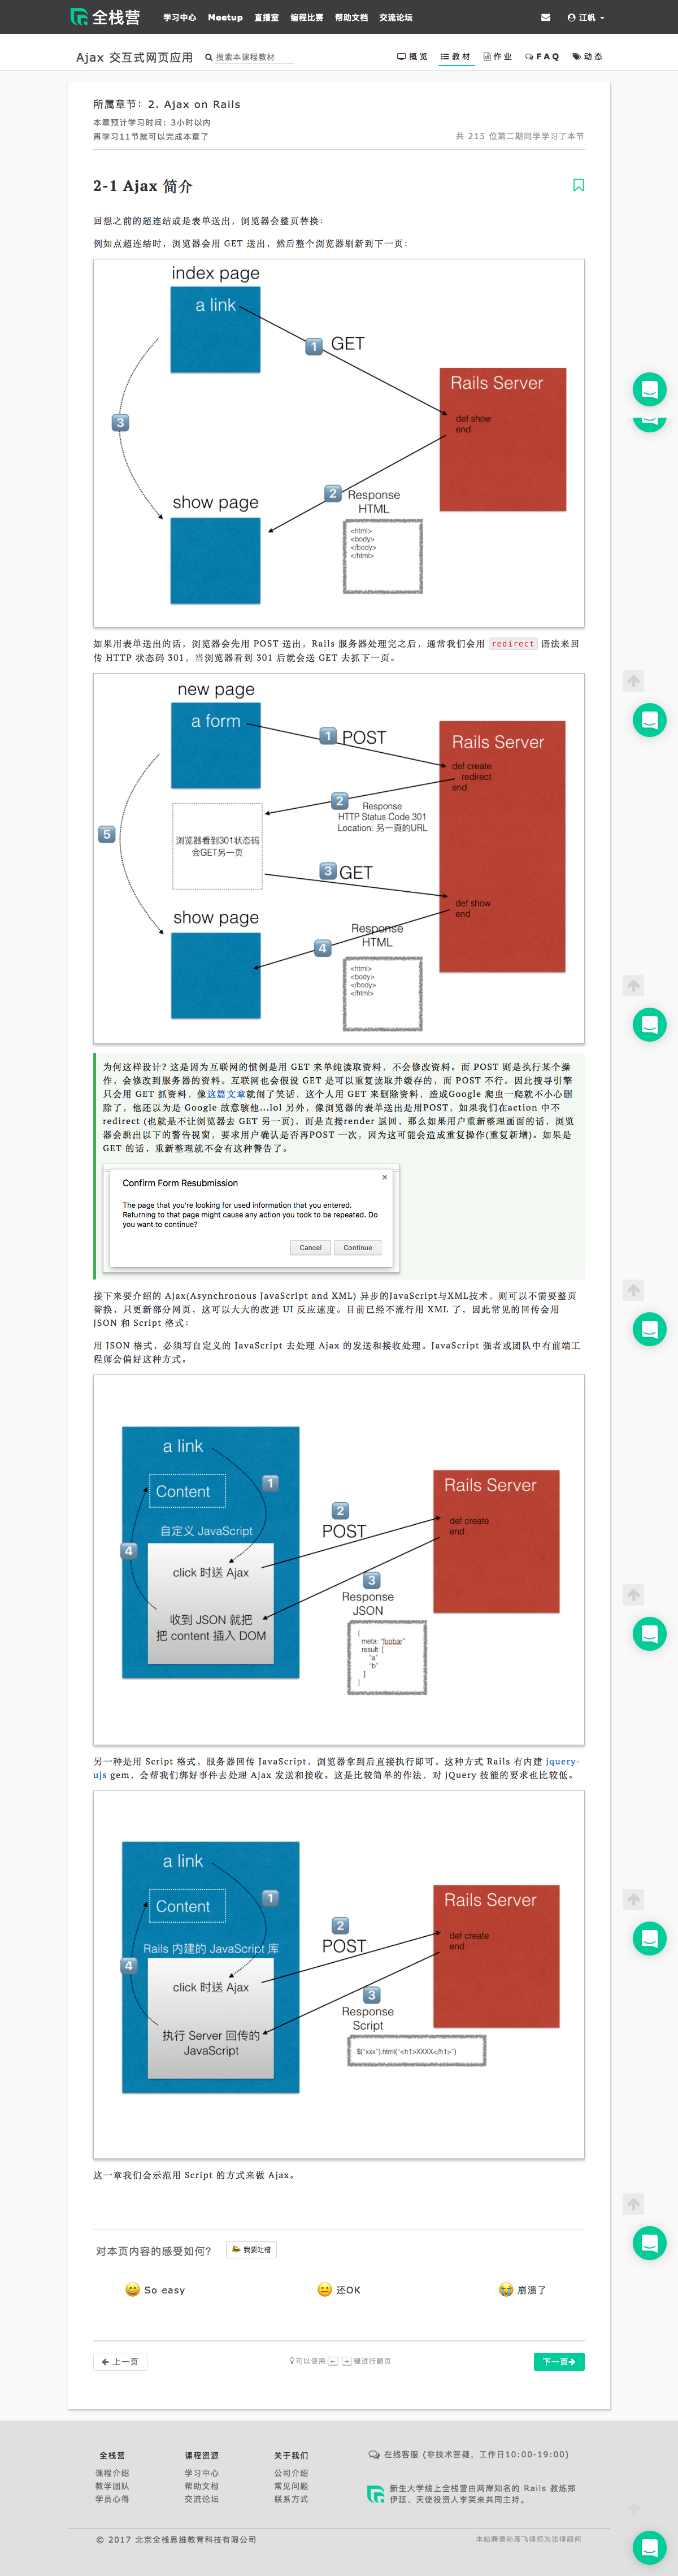 全栈营 学习中心 Meetup 直播室 编程比赛 帮助文档 交流论坛 江帆
Ajax 交互式网页应用 搜索本课程教材 概览 教材 作业 FAQ 动态
所属章节：2. Ajax on Rails
本章预计学习时间：3小时以内
再学习11节就可以完成本章了
共 215 位第二期同学学习了本节
2-1 Ajax 简介
回想之前的超连结或是表单送出，浏览器会整页替换：
例如点超连结时，浏览器会用 GET 送出，然后整个浏览器刷新到下一页：
index page
a link
1 GET
Rails Server
def show
end
3
2 Response
HTML
show page
<html>
<body>
</body>
</html>
如果用表单送出的话，浏览器会先用 POST 送出，Rails 服务器处理完之后，通常我们会用 redirect 语法来回
传 HTTP 状态码 301，当浏览器看到 301 后就会送 GET 去抓下一页。
new page
a form
1 POST
Rails Server
def create
redirect
end
2 Response
HTTP Status Code 301
Location: 另一頁的URL
5
浏览器看到301状态码
会GET另一页
3 GET
def show
end
show page
Response
4 HTML
<html>
<body>
</body>
</html>
为何这样设计? 这是因为互联网的惯例是用 GET 来单纯读取资料，不会修改资料。而 POST 则是执行某个操
作，会修改到服务器的资料。互联网也会假设 GET 是可以重复读取并缓存的，而 POST 不行。因此搜寻引擎
只会用 GET 抓资料，像这篇文章就闹了笑话，这个人用 GET 来删除资料，造成Google 爬虫一爬就不小心删
除了，他还以为是 Google 故意骇他...lol 另外，像浏览器的表单送出是用POST，如果我们在action 中不
redirect (也就是不让浏览器去 GET 另一页)，而是直接render 返回，那么如果用户重新整理画面的话，浏览
器会跳出以下的警告视窗，要求用户确认是否再POST 一次，因为这可能会造成重复操作(重复新增)。如果是
GET 的话，重新整理就不会有这种警告了。
Confirm Form Resubmission
The page that you're looking for used information that you entered.
Returning to that page might cause any action you took to be repeated. Do
you want to continue?
Cancel Continue
接下来要介绍的 Ajax(Asynchronous JavaScript and XML) 异步的JavaScript与XML技术，则可以不需要整页
替换，只更新部分网页，这可以大大的改进 UI 反应速度。目前已经不流行用 XML 了，因此常见的回传会用
JSON 和 Script 格式：
用 JSON 格式，必须写自定义的 JavaScript 去处理 Ajax 的发送和接收处理。JavaScript 强者或团队中有前端工
程师会偏好这种方式。
a link
Content
1
Rails Server
2
POST
def create
end
自定义 JavaScript
4
click 时送 Ajax
3
Response
JSON
收到 JSON 就把
把 content 插入 DOM
{
meta: "foobar"
result: [
"a"
"b"
]
}
另一种是用 Script 格式、服务器回传 JavaScript，浏览器拿到后直接执行即可。这种方式 Rails 有内建 jquery-
ujs gem，会帮我们绑好事件去处理 Ajax 发送和接收。这是比较简单的作法，对 jQuery 技能的要求也比较低。
a link
Content
1
Rails Server
2
POST
def create
end
Rails 内建的 JavaScript 库
4
click 时送 Ajax
3
Response
Script
执行 Server 回传的
JavaScript
$("xxx").html("<h1>XXXX</h1>")
这一章我们会示范用 Script 的方式来做 Ajax。
对本页内容的感受如何? 我要吐槽
So easy 还OK 崩溃了
← 上一页 可以使用 ← → 键进行翻页 下一页→
全栈营 课程资源 关于我们
课程介绍 学习中心 公司介绍
教学团队 帮助文档 常见问题
学员心得 交流论坛 联系方式
在线客服 (非技术答疑，工作日10:00-19:00)
新生大学线上全栈营由两岸知名的 Rails 教练郑
伊廷、天使投资人李笑来共同主持。
© 2017 北京全栈思维教育科技有限公司
本站聘请孙雁飞律师为法律顾问